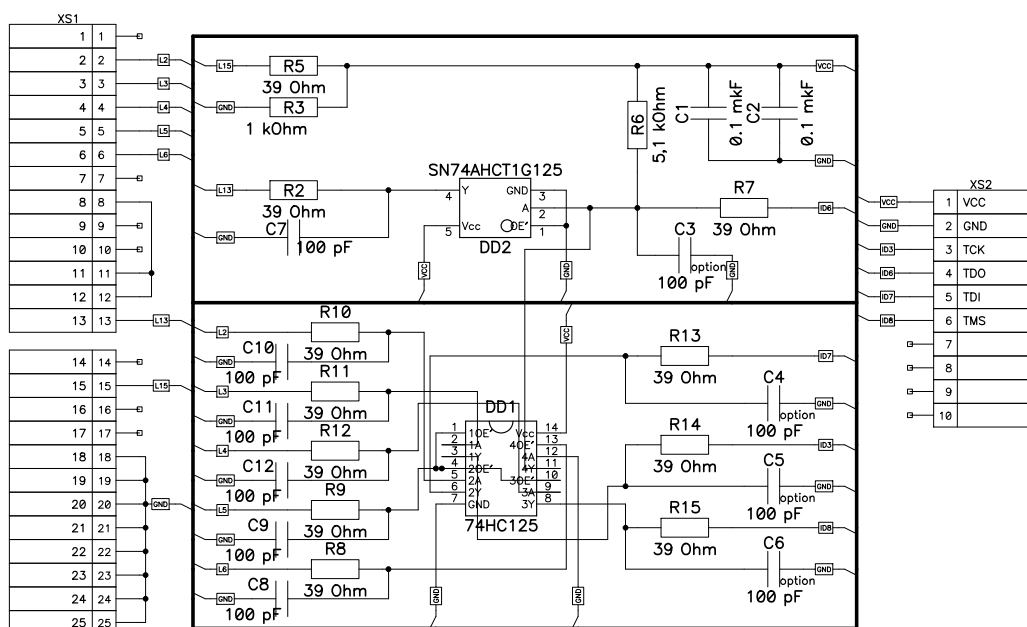 XS1
1 1
2 2 L2
3 3 L3
4 4 L4
5 5 L5
6 6 L6
7 7
8 8
9 9
10 10
11 11
12 12
13 13 L13
14 14
15 15 L15
16 16
17 17
18 18
19 19
20 20 GND
21 21
22 22
23 23
24 24
25 25
L15 R5
39 Ohm
GND R3
1 kOhm
L13 R2
39 Ohm
GND C7
100 pF
SN74AHCT1G125
4 Y GND 3
A 2
5 Vcc OE' 1
DD2
VCC
GND
R6
5,1 kOhm
C1
0.1 mkF
C2
0.1 mkF
VCC
GND
R7
39 Ohm
ID6
C3
option
100 pF
GND
XS2
VCC 1 VCC
GND 2 GND
ID3 3 TCK
ID6 4 TDO
ID7 5 TDI
ID8 6 TMS
7
8
9
10
L2 R10
39 Ohm
GND C10
100 pF
L3 R11
39 Ohm
GND C11
100 pF
L4 R12
39 Ohm
GND C12
100 pF
L5 R9
39 Ohm
GND C9
100 pF
L6 R8
39 Ohm
GND C8
100 pF
VCC
DD1
1 1OE' Vcc 14
2 1A 4OE' 13
3 1Y 4A 12
4 2OE' 4Y 11
5 2A 3OE' 10
6 2Y 3A 9
7 GND 3Y 8
74HC125
GND
GND
R13
39 Ohm
ID7
C4
option
100 pF
GND
R14
39 Ohm
ID3
C5
option
100 pF
GND
R15
39 Ohm
ID8
C6
option
100 pF
GND